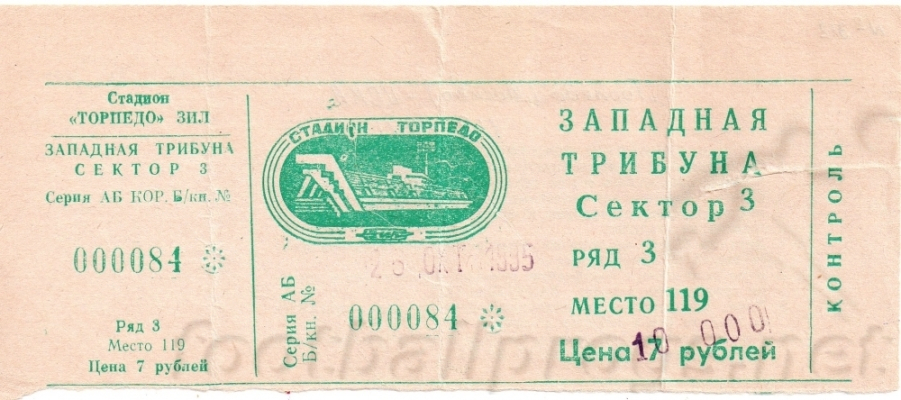 Стадион
«ТОРПЕДО» ЗИЛ
ЗАПАДНАЯ ТРИБУНА
СЕКТОР 3
Серия АБ КОР. Б/кн. №
000084
Ряд 3
Место 119
Цена 7 рублей
СТАДИОН ТОРПЕДО
Серия АБ
Б/кн. №
000084
ЗАПАДНАЯ
ТРИБУНА
Сектор 3
РЯД 3
МЕСТО 119
10 000
Цена 7 рублей
КОНТРОЛЬ